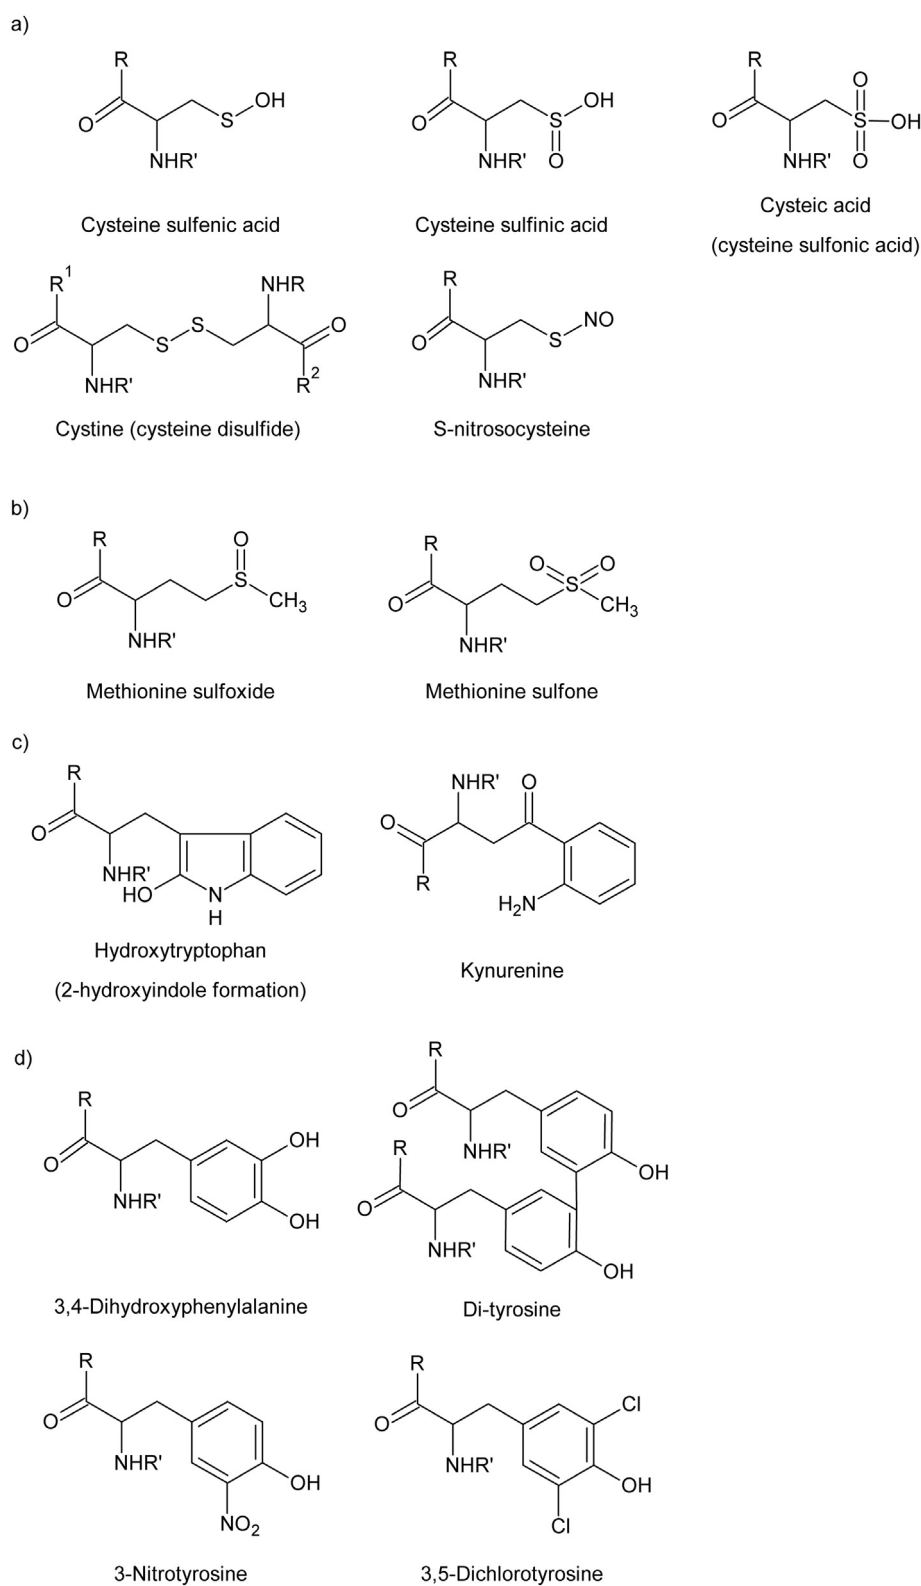 a)
R
O
NHR'
S
OH
Cysteine sulfenic acid
R
O
NHR'
S
OH
O
Cysteine sulfinic acid
R
O
NHR'
O
S
OH
O
Cysteic acid
(cysteine sulfonic acid)
R1
O
NHR'
S
S
NHR
O
R2
Cystine (cysteine disulfide)
R
O
NHR'
S
NO
S-nitrosocysteine
b)
R
O
NHR'
O
S
CH3
Methionine sulfoxide
R
O
NHR'
O
O
S
CH3
Methionine sulfone
c)
R
O
NHR'
HO
N
H
Hydroxytryptophan
(2-hydroxyindole formation)
NHR'
O
O
R
H2N
Kynurenine
d)
R
O
NHR'
OH
OH
3,4-Dihydroxyphenylalanine
R
O
NHR'
OH
R
O
NHR'
OH
Di-tyrosine
R
O
NHR'
OH
NO2
3-Nitrotyrosine
R
O
NHR'
Cl
OH
Cl
3,5-Dichlorotyrosine